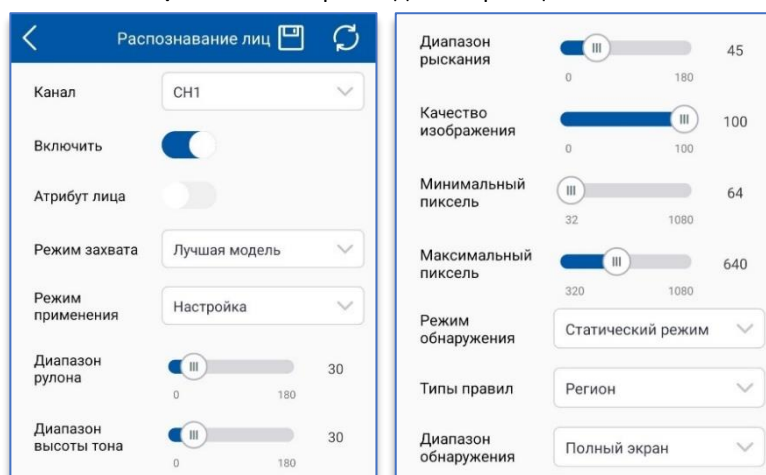 Распознавание лиц
Канал
CH1
Включить
Атрибут лица
Режим захвата
Лучшая модель
Режим
применения
Настройка
Диапазон
рулона
30
0
180
Диапазон
высоты тона
30
0
180
Диапазон
рыскания
45
0
180
Качество
изображения
100
0
100
Минимальный
пиксель
64
32
1080
Максимальный
пиксель
640
320
1080
Режим
обнаружения
Статический режим
Типы правил
Регион
Диапазон
обнаружения
Полный экран